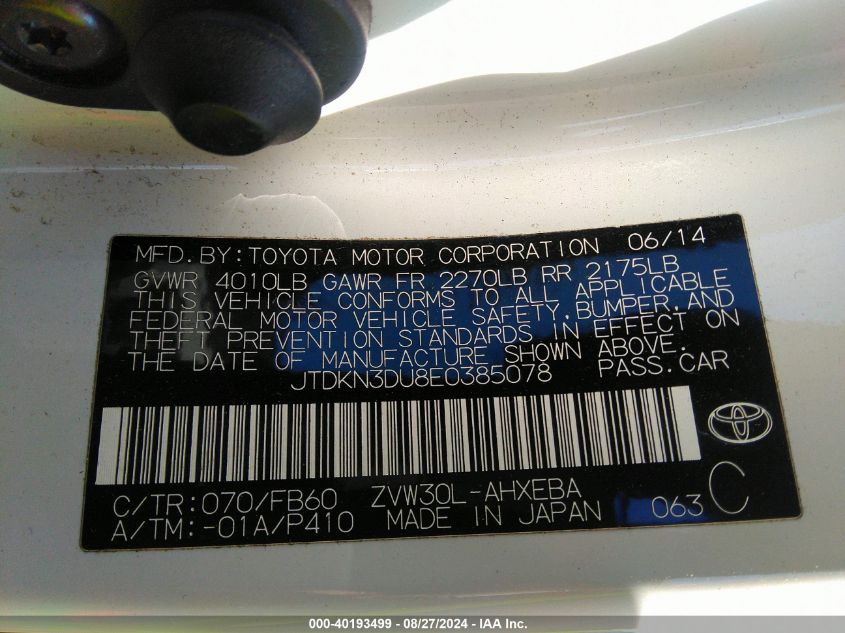 MFD. BY: TOYOTA MOTOR CORPORATION 06/14
GVWR 4010LB GAWR FR 2270LB RR 2175LB
THIS VEHICLE CONFORMS TO ALL APPLICABLE
FEDERAL MOTOR VEHICLE SAFETY, BUMPER, AND
THEFT PREVENTION STANDARDS IN EFFECT ON
THE DATE OF MANUFACTURE SHOWN ABOVE.
JTDKN3DU8E0385078 PASS. CAR
C/TR: 070/FB60 ZVW30L-AHXEBA
A/TM: -01A/P410 MADE IN JAPAN 063 C
000-40193499 - 08/27/2024 - IAA Inc.